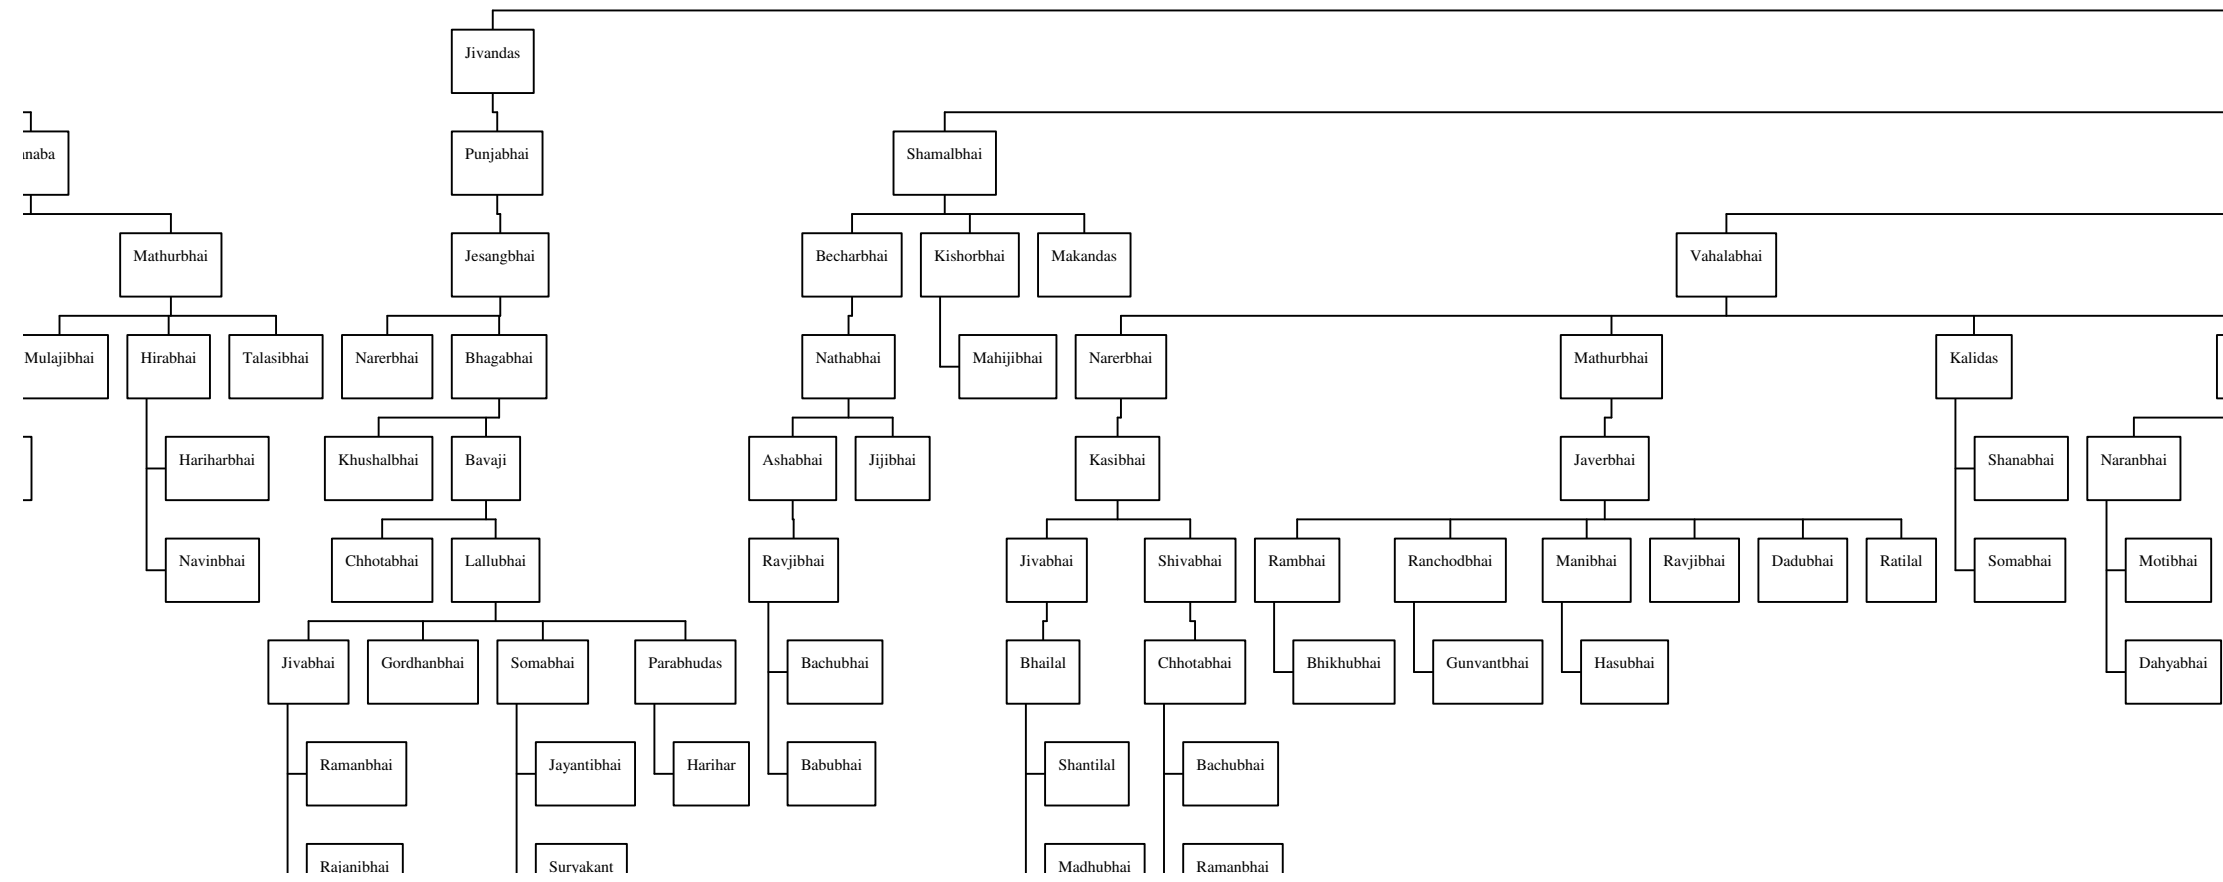 Jivandas
Punjabhai
Shamalbhai
Mathurbhai
Jesangbhai
Becharbhai
Kishorbhai
Makandas
Vahalabhai
Mulajibhai
Hirabhai
Talasibhai
Narerbhai
Bhagabhai
Nathabhai
Mahijibhai
Narerbhai
Mathurbhai
Kalidas
Hariharbhai
Khushalbhai
Bavaji
Ashabhai
Jijibhai
Kasibhai
Javerbhai
Shanabhai
Naranbhai
Navinbhai
Chhotabhai
Lallubhai
Ravjibhai
Jivabhai
Shivabhai
Rambhai
Ranchodbhai
Manibhai
Ravjibhai
Dadubhai
Ratilal
Somabhai
Motibhai
Jivabhai
Gordhanbhai
Somabhai
Parabhudas
Bachubhai
Bhailal
Chhotabhai
Bhikhubhai
Gunvantbhai
Hasubhai
Dahyabhai
Ramanbhai
Jayantibhai
Harihar
Babubhai
Shantilal
Bachubhai
Rajanibhai
Suryakant
Madhubhai
Ramanbhai